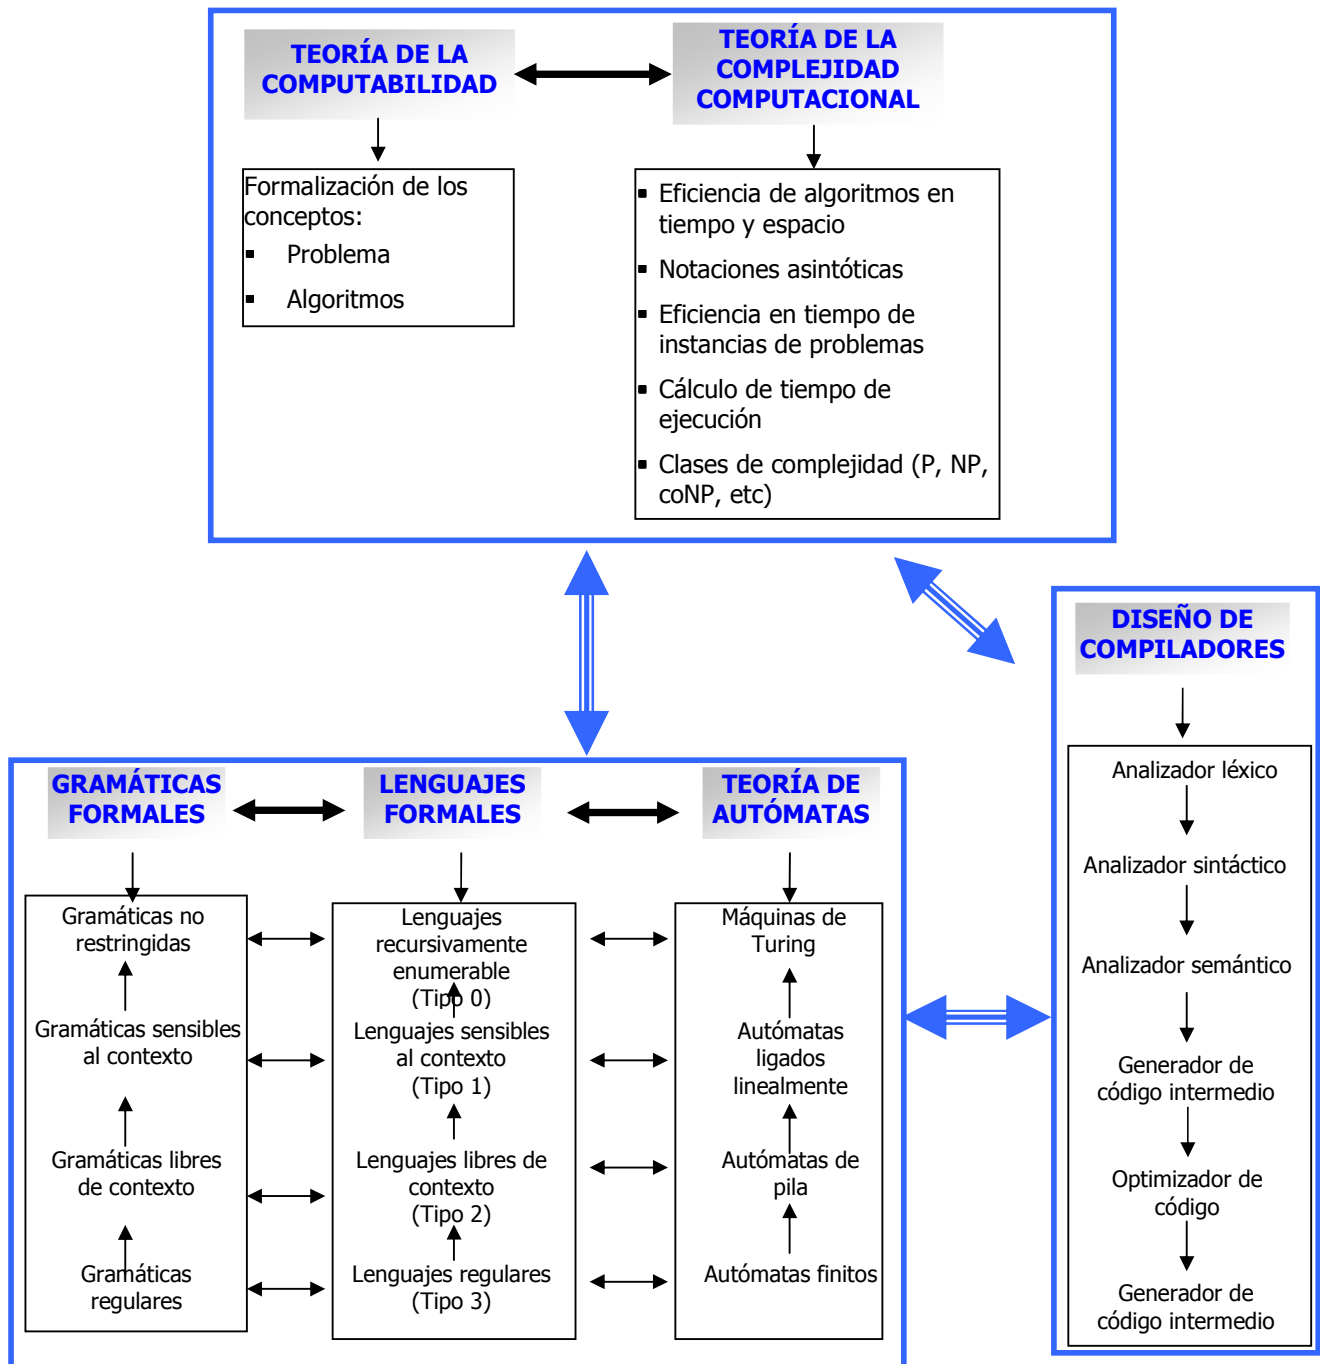 TEORÍA DE LA
COMPUTABILIDAD
TEORÍA DE LA
COMPLEJIDAD
COMPUTACIONAL
Formalización de los
conceptos:
▪ Problema
▪ Algoritmos
▪ Eficiencia de algoritmos en
tiempo y espacio
▪ Notaciones asintóticas
▪ Eficiencia en tiempo de
instancias de problemas
▪ Cálculo de tiempo de
ejecución
▪ Clases de complejidad (P, NP,
coNP, etc)
DISEÑO DE
COMPILADORES
Analizador léxico
Analizador sintáctico
Analizador semántico
Generador de
código intermedio
Optimizador de
código
Generador de
código intermedio
GRAMÁTICAS
FORMALES
LENGUAJES
FORMALES
TEORÍA DE
AUTÓMATAS
Gramáticas no
restringidas
Gramáticas sensibles
al contexto
Gramáticas libres
de contexto
Gramáticas
regulares
Lenguajes
recursivamente
enumerable
(Tipo 0)
Lenguajes sensibles
al contexto
(Tipo 1)
Lenguajes libres de
contexto
(Tipo 2)
Lenguajes regulares
(Tipo 3)
Máquinas de
Turing
Autómatas
ligados
linealmente
Autómatas de
pila
Autómatas finitos